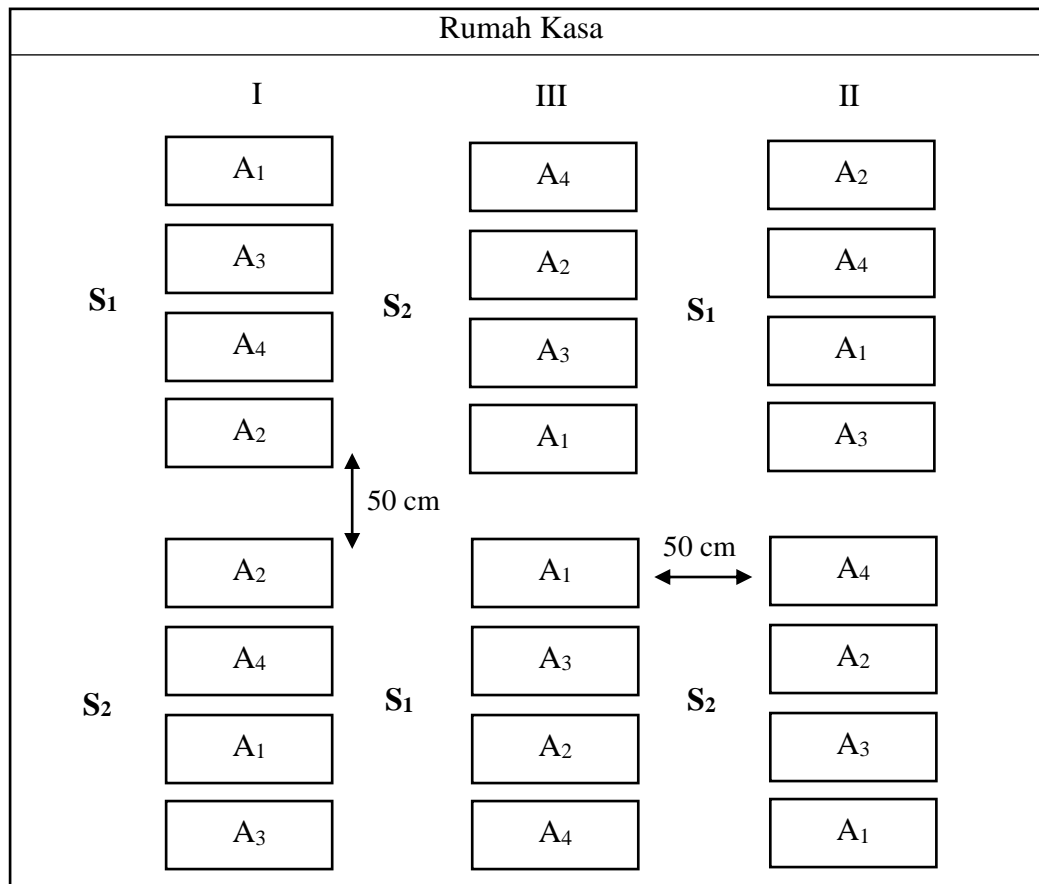 Rumah Kasa
I III II
A1 A4 A2
A3 A2 A4
S1 S2 S1
A4 A3 A1
A2 A1 A3
50 cm
50 cm
A2 A1 A4
A4 A3 A2
S2 S1 S2
A1 A2 A3
A3 A4 A1